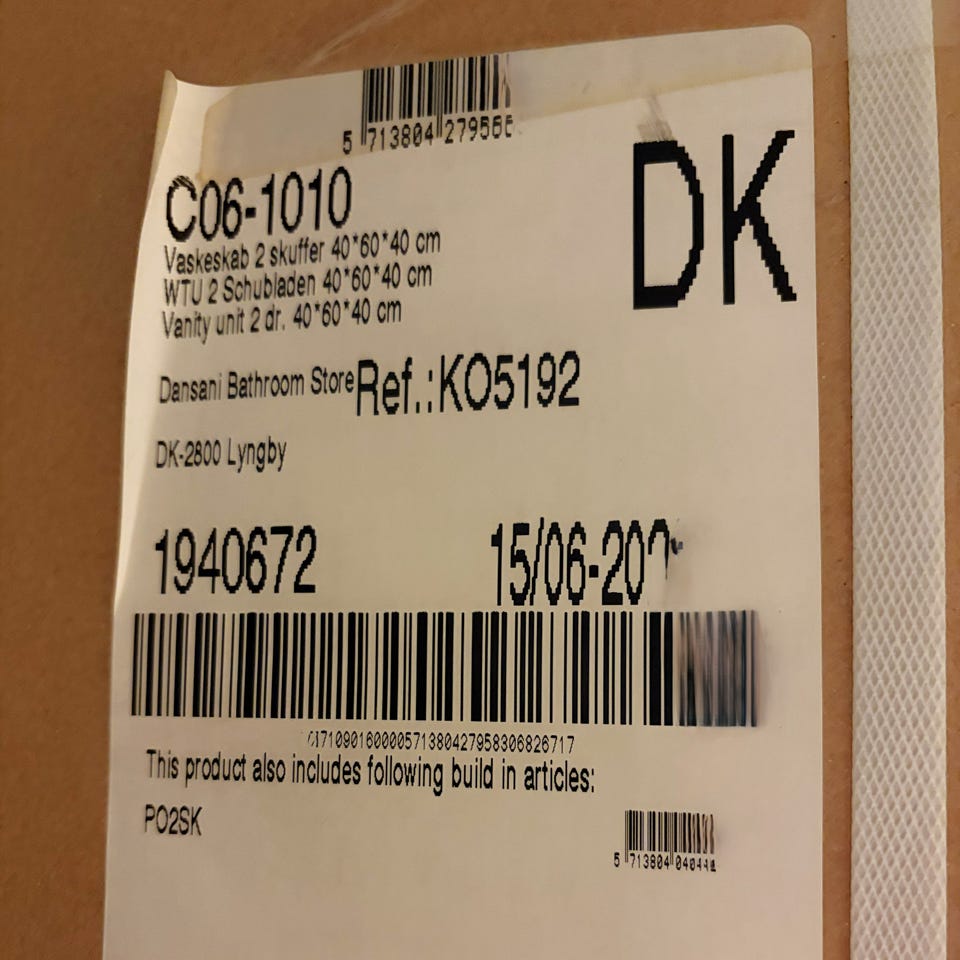 5 713804
DK
C06-1010
Vaskeskab 2 skuffer 40*60*40 cm
WTU 2 Schubladen 40*60*40 cm
Vanity unit 2 dr. 40*60*40 cm
Dansani Bathroom Store Ref.:KO5192
DK-2800 Lyngby
1940672
This product also includes following build in articles:
PO2SK
5 713804